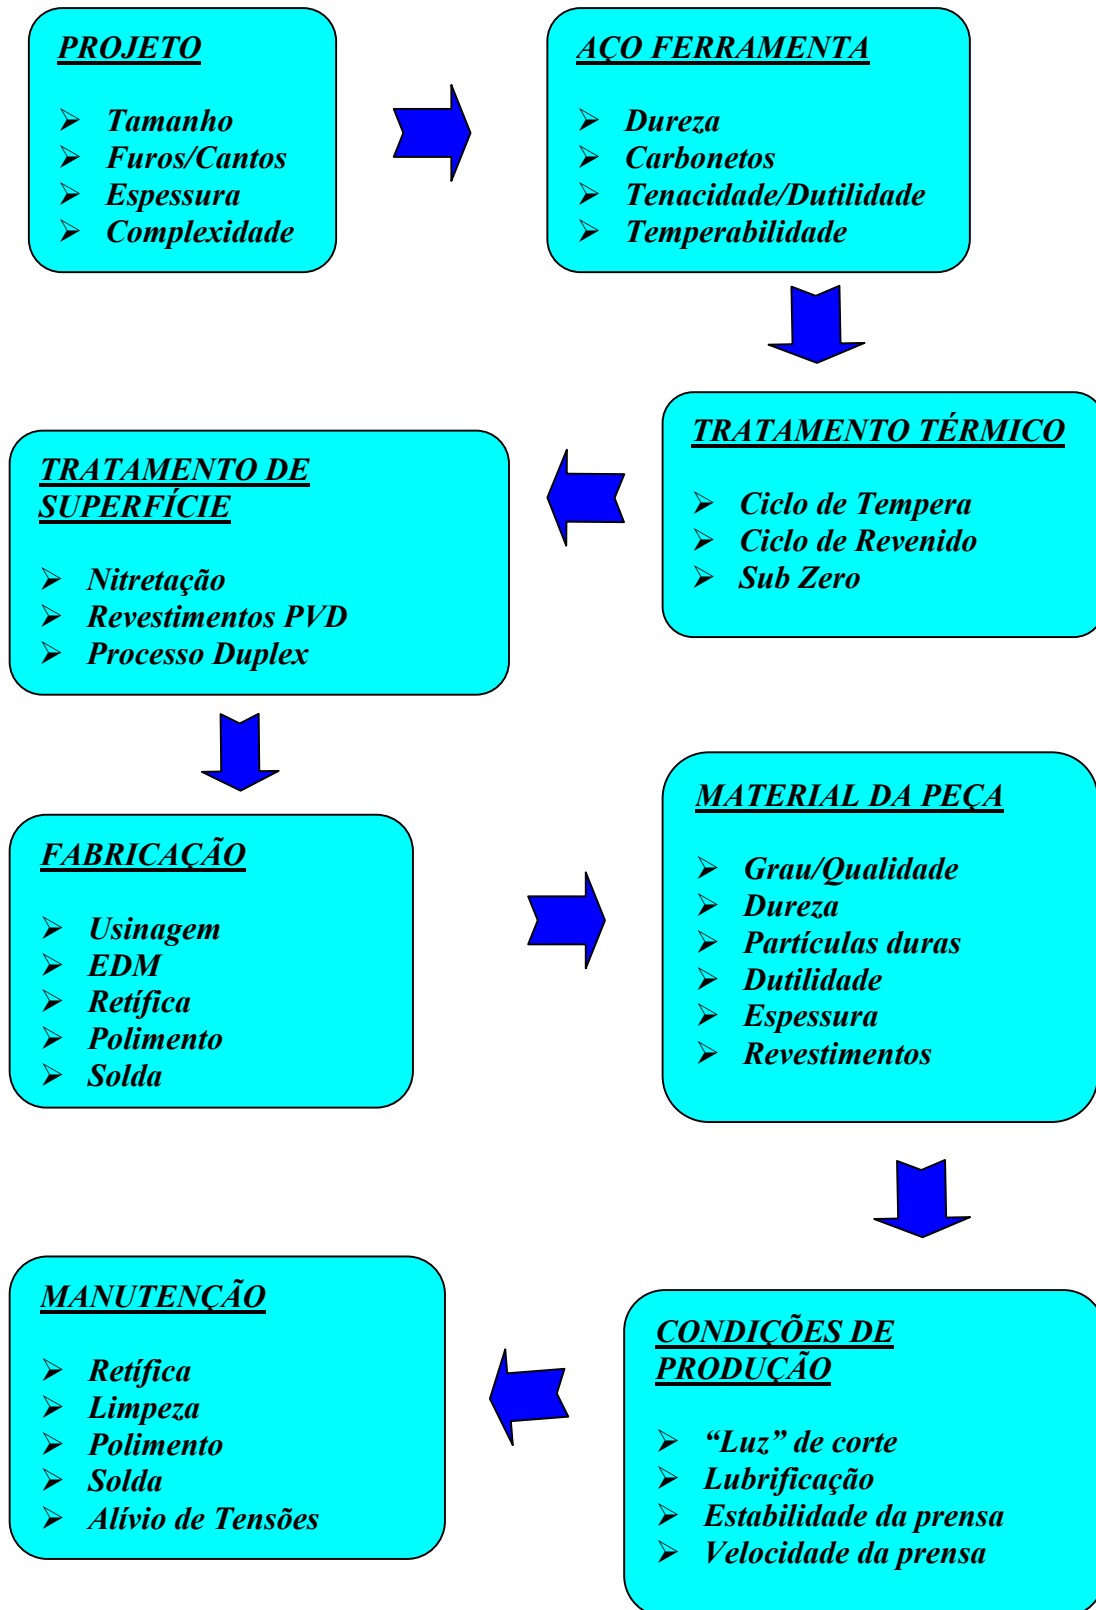 PROJETO
➢ Tamanho
➢ Furos/Cantos
➢ Espessura
➢ Complexidade
AÇO FERRAMENTA
➢ Dureza
➢ Carbonetos
➢ Tenacidade/Dutilidade
➢ Temperabilidade
TRATAMENTO TÉRMICO
➢ Ciclo de Tempera
➢ Ciclo de Revenido
➢ Sub Zero
TRATAMENTO DE
SUPERFÍCIE
➢ Nitretação
➢ Revestimentos PVD
➢ Processo Duplex
FABRICAÇÃO
➢ Usinagem
➢ EDM
➢ Retífica
➢ Polimento
➢ Solda
MATERIAL DA PEÇA
➢ Grau/Qualidade
➢ Dureza
➢ Partículas duras
➢ Dutilidade
➢ Espessura
➢ Revestimentos
CONDIÇÕES DE
PRODUÇÃO
➢ “Luz” de corte
➢ Lubrificação
➢ Estabilidade da prensa
➢ Velocidade da prensa
MANUTENÇÃO
➢ Retífica
➢ Limpeza
➢ Polimento
➢ Solda
➢ Alívio de Tensões